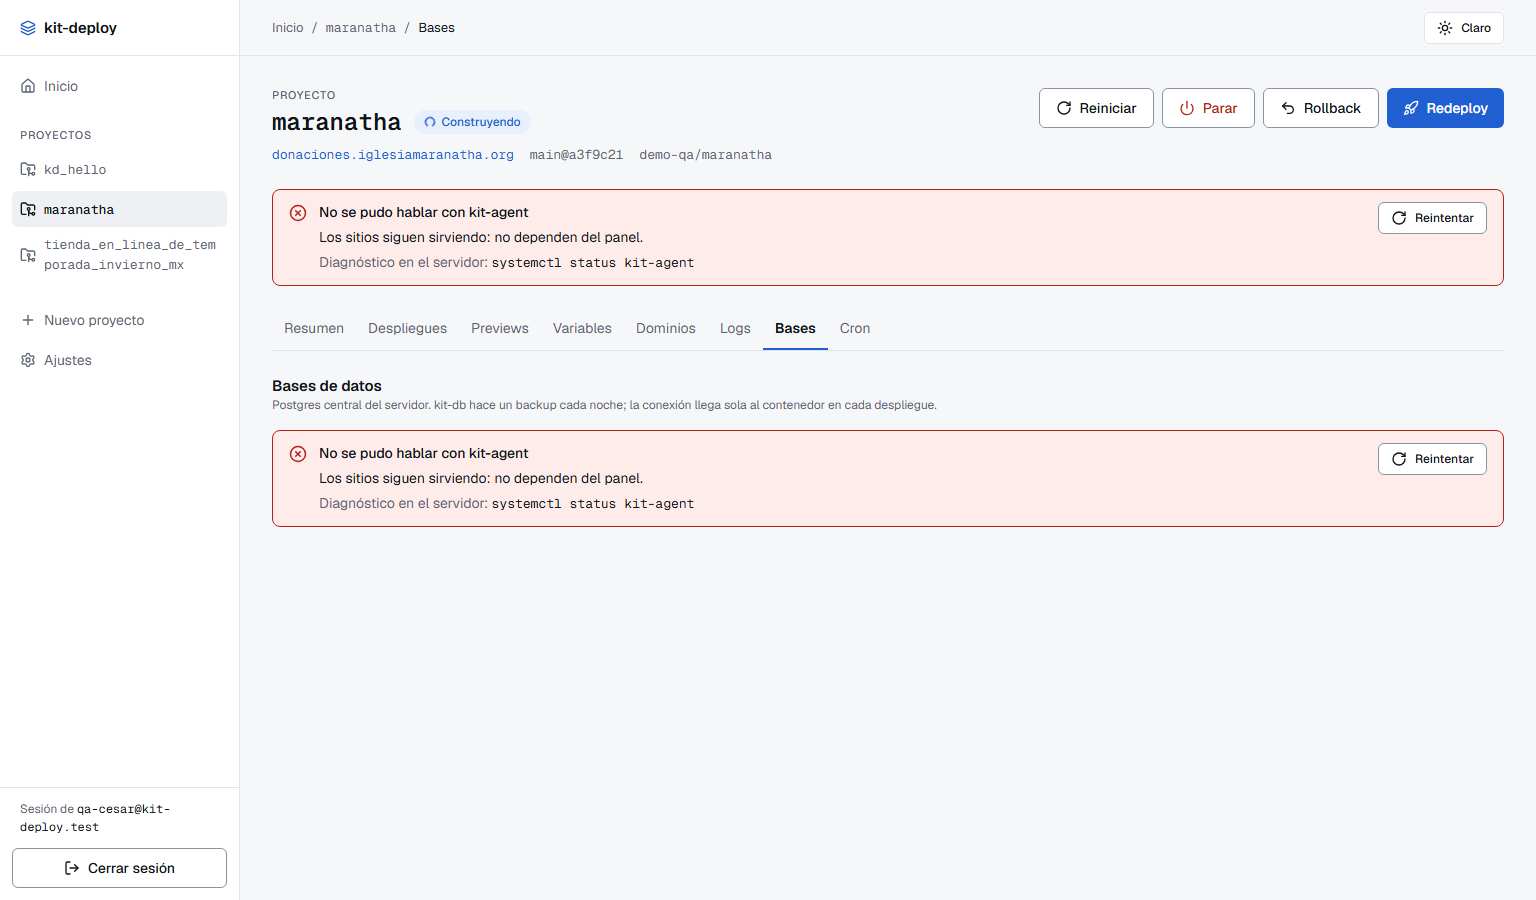 kit-deploy
Inicio / maranatha / Bases
Claro
Inicio
PROYECTOS
kd_hello
maranatha
tienda_en_linea_de_tem
porada_invierno_mx
Nuevo proyecto
Ajustes
Sesión de qa-cesar@kit-
deploy.test
Cerrar sesión
PROYECTO
maranatha Construyendo
donaciones.iglesiamaranatha.org main@a3f9c21 demo-qa/maranatha
Reiniciar Parar Rollback Redeploy
No se pudo hablar con kit-agent
Los sitios siguen sirviendo: no dependen del panel.
Diagnóstico en el servidor: systemctl status kit-agent
Reintentar
Resumen Despliegues Previews Variables Dominios Logs Bases Cron
Bases de datos
Postgres central del servidor. kit-db hace un backup cada noche; la conexión llega sola al contenedor en cada despliegue.
No se pudo hablar con kit-agent
Los sitios siguen sirviendo: no dependen del panel.
Diagnóstico en el servidor: systemctl status kit-agent
Reintentar